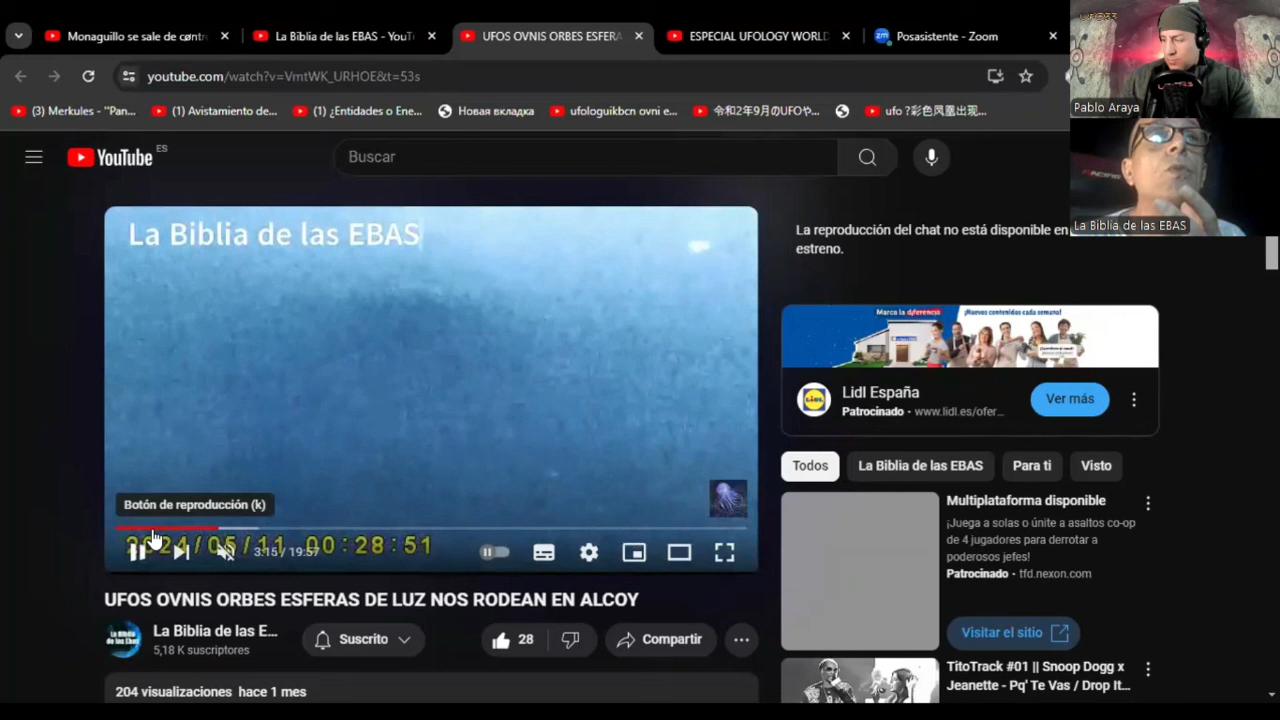 Monaguillo se sale de contr
La Biblia de las EBAS - YouT
UFOS OVNIS ORBES ESFERA
ESPECIAL UFOLOGY WORLD
zm Posasistente - Zoom
youtube.com/watch?v=VmtWK_URHOE&t=53s
(3) Merkules - "Pan...
(1) Avistamiento de...
(1) ¿Entidades o Ene...
Новая вкладка
ufologuikbcn ovni e...
令和2年9月のUFOや...
ufo ?彩色凤凰出现...
Pablo Araya
La Biblia de las EBAS
YouTube ES
Buscar
La Biblia de las EBAS
Botón de reproducción (k)
2024/05/11 00:28:51
3:15 / 19:57
UFOS OVNIS ORBES ESFERAS DE LUZ NOS RODEAN EN ALCOY
La Biblia de las E...
5,18 K suscriptores
Suscrito
28
Compartir
204 visualizaciones hace 1 mes
La reproducción del chat no está disponible en
estreno.
Marca la diferencia
¡Nuevos contenidos cada semana!
LIDL
Lidl España
Patrocinado · www.lidl.es/ofer...
Ver más
Todos
La Biblia de las EBAS
Para ti
Visto
Multiplataforma disponible
¡Juega a solas o únete a asaltos co-op
de 4 jugadores para derrotar a
poderosos jefes!
Patrocinado · tfd.nexon.com
Visitar el sitio
TitoTrack #01 || Snoop Dogg x
Jeanette - Pq' Te Vas / Drop It...